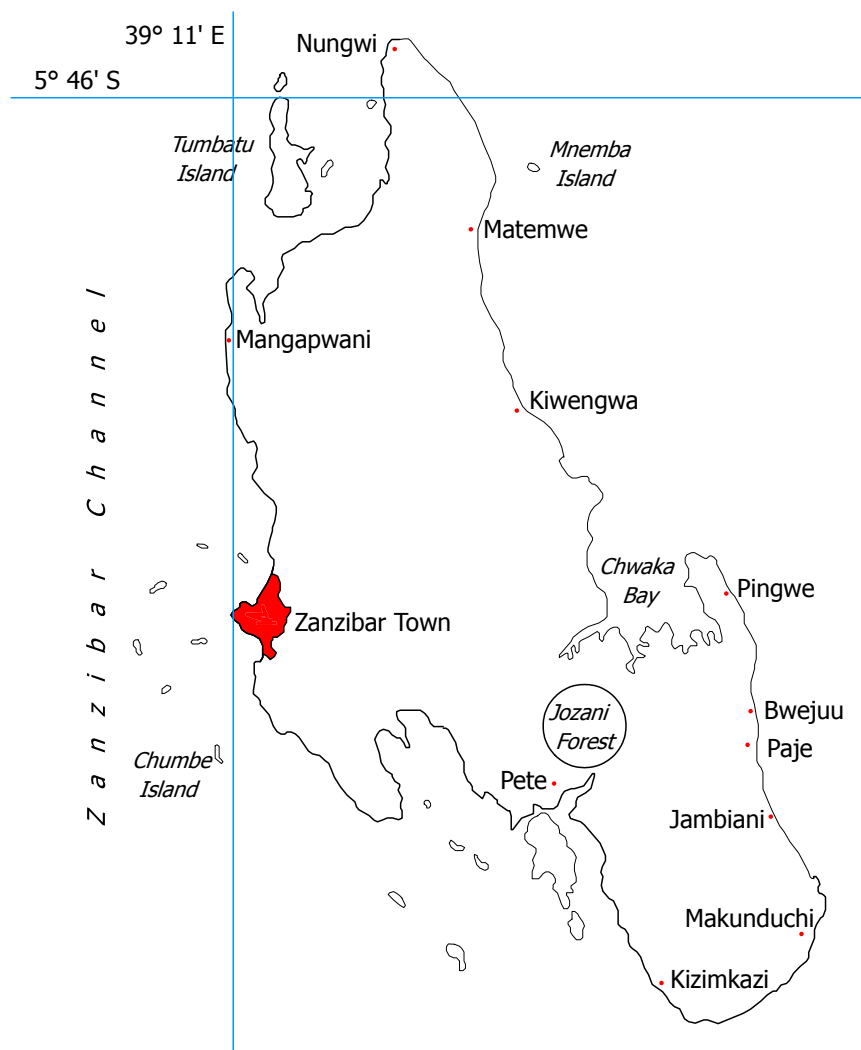 39° 11' E
Nungwi
5° 46' S
Tumbatu
Island
Mnemba
Island
Matemwe
Mangapwani
Kiwengwa
Zanzibar Channel
Chwaka
Bay
Pingwe
Zanzibar Town
Jozani
Forest
Bwejuu
Paje
Chumbe
Island
Pete
Jambiani
Makunduchi
Kizimkazi